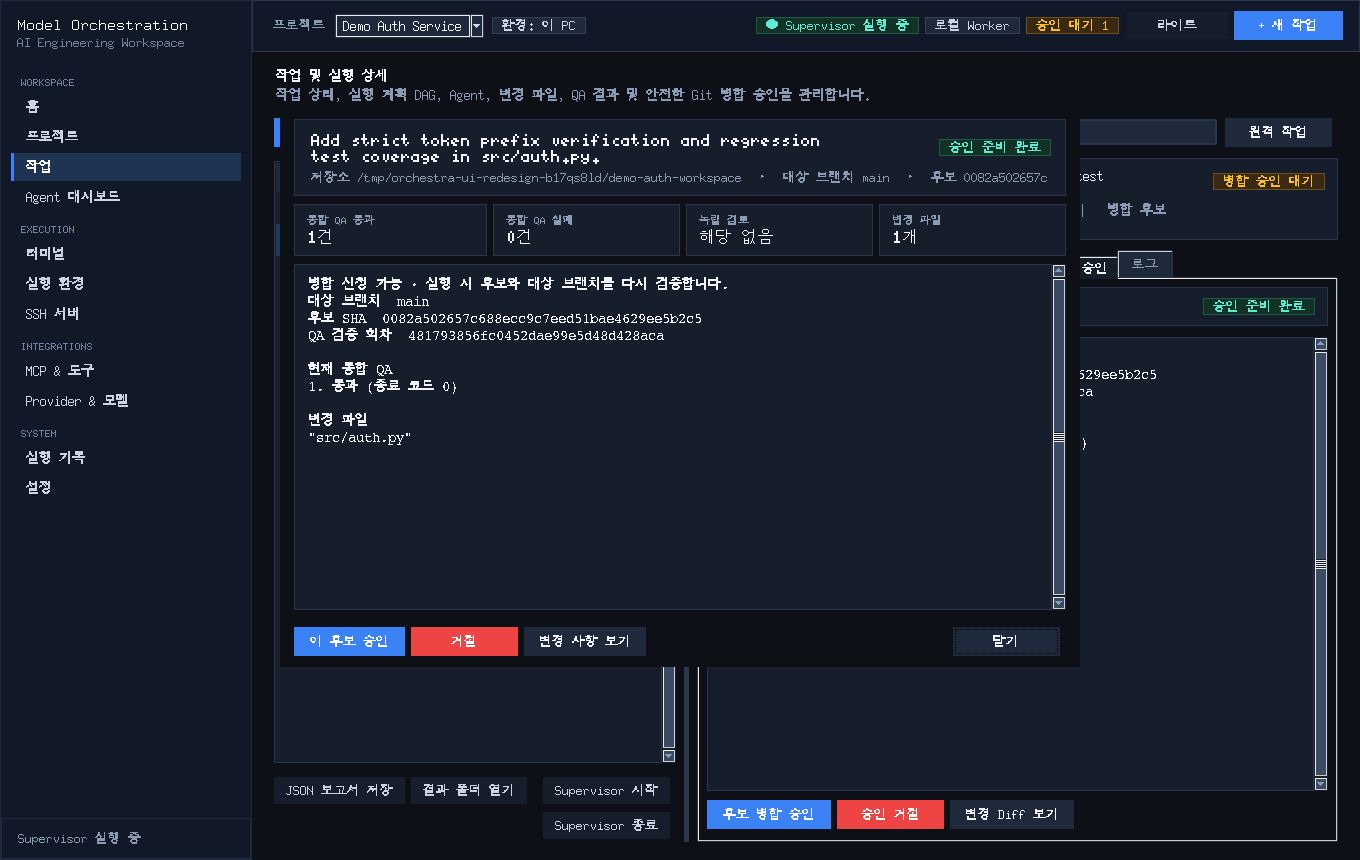 Model Orchestration
AI Engineering Workspace
WORKSPACE
홈
프로젝트
작업
Agent 대시보드
EXECUTION
터미널
실행 환경
SSH 서버
INTEGRATIONS
MCP & 도구
Provider & 모델
SYSTEM
실행 기록
설정
Supervisor 실행 중
프로젝트 Demo Auth Service 환경: 이 PC
Supervisor 실행 중 로컬 Worker 승인 대기 1 라이트 + 새 작업
작업 및 실행 상세
작업 상태, 실행 계획 DAG, Agent, 변경 파일, QA 결과 및 안전한 Git 병합 승인을 관리합니다.
Add strict token prefix verification and regression
test coverage in src/auth.py.
승인 준비 완료
저장소 /tmp/orchestra-ui-redesign-b17qs8ld/demo-auth-workspace · 대상 브랜치 main · 후보 0082a502657c
통합 QA 통과
1건
통합 QA 실패
0건
독립 검토
해당 없음
변경 파일
1개
병합 신청 가능 · 실행 시 후보와 대상 브랜치를 다시 검증합니다.
대상 브랜치 main
후보 SHA 0082a502657c688ecc9c7eed51bae4629ee5b2c5
QA 검증 회차 481793856fc0452dae99e5d48d428aca
현재 통합 QA
1. 통과 (종료 코드 0)
변경 파일
"src/auth.py"
이 후보 승인 거절 변경 사항 보기 닫기
원격 작업
test
병합 승인 대기
병합 후보
승인 로그
승인 준비 완료
529ee5b2c5
ca
)
JSON 보고서 저장 결과 폴더 열기 Supervisor 시작
Supervisor 종료
후보 병합 승인 승인 거절 변경 Diff 보기